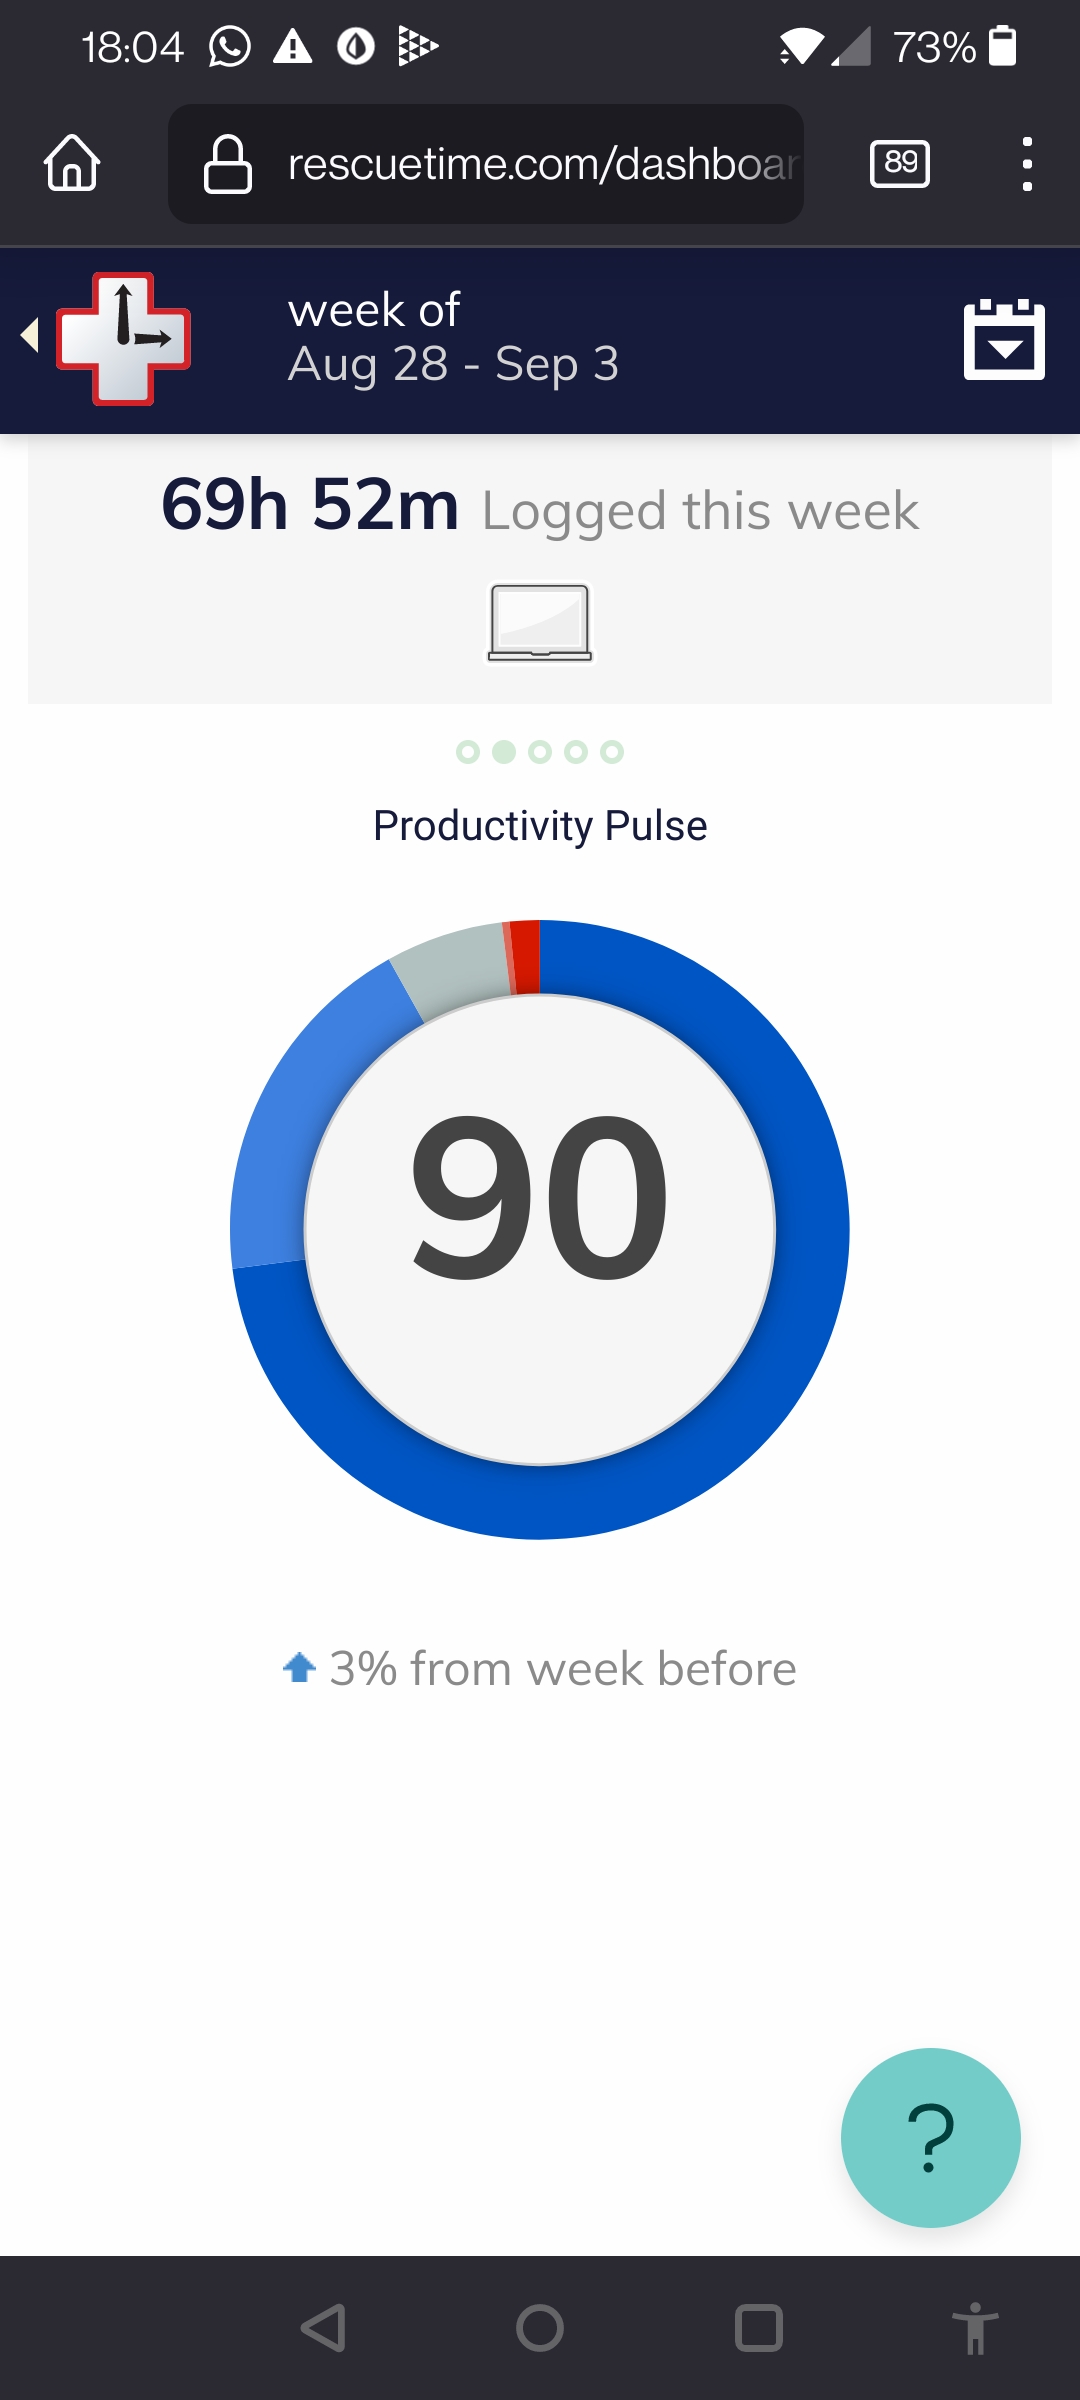 18:04
73%
rescuetime.com/dashboar
89
week of
Aug 28 - Sep 3
69h 52m Logged this week
Productivity Pulse
90
3% from week before
?